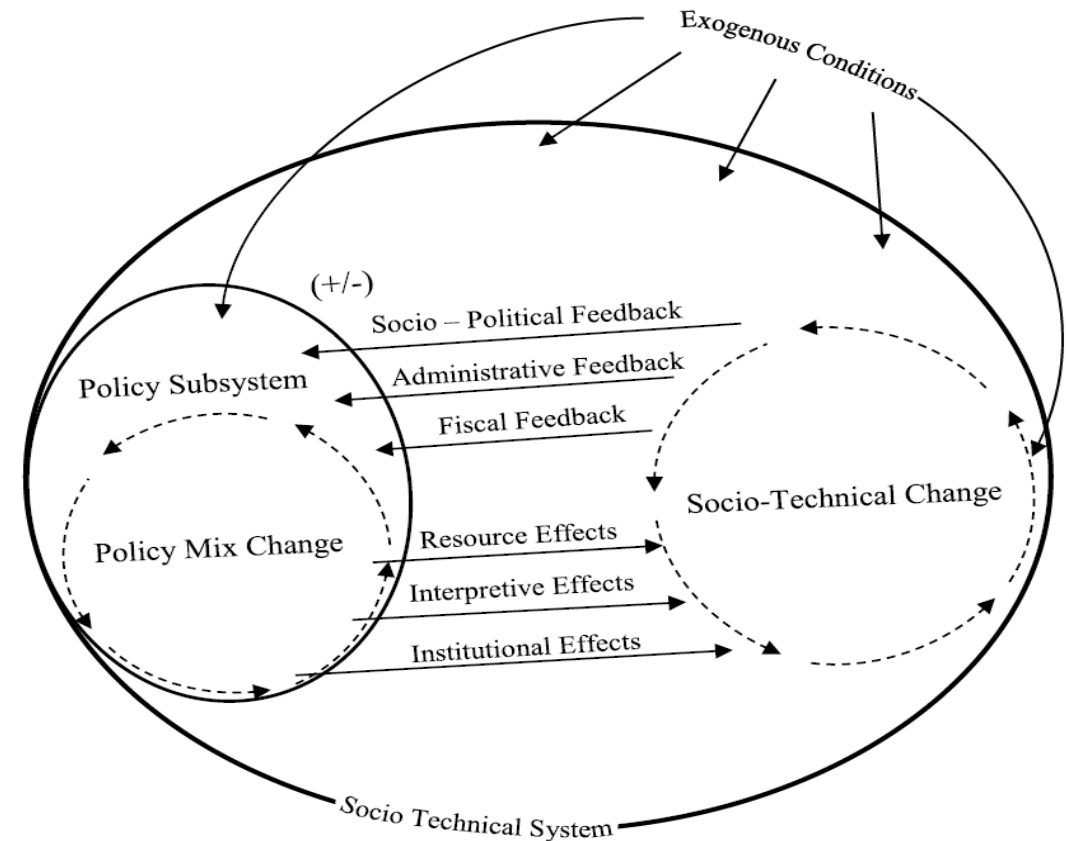 Exogenous Conditions
(+/-)
Socio – Political Feedback
Policy Subsystem
Administrative Feedback
Fiscal Feedback
Socio-Technical Change
Policy Mix Change
Resource Effects
Interpretive Effects
Institutional Effects
Socio Technical System